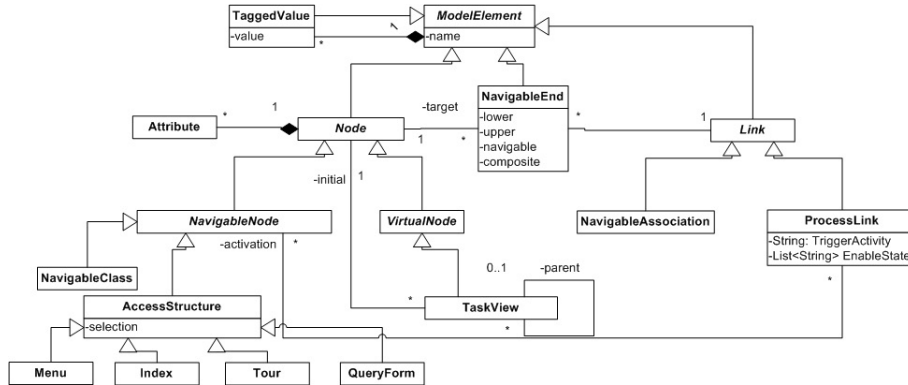 TaggedValue
-value
*
1
ModelElement
-name
NavigableEnd
-lower
-upper
-navigable
-composite
Attribute
*
1
Node
-target
1
*
*
1
Link
-initial
1
NavigableNode
-activation
*
VirtualNode
NavigableAssociation
ProcessLink
-String: TriggerActivity
-List<String> EnableState
*
NavigableClass
0..1
-parent
AccessStructure
-selection
*
TaskView
*
Menu
Index
Tour
QueryForm